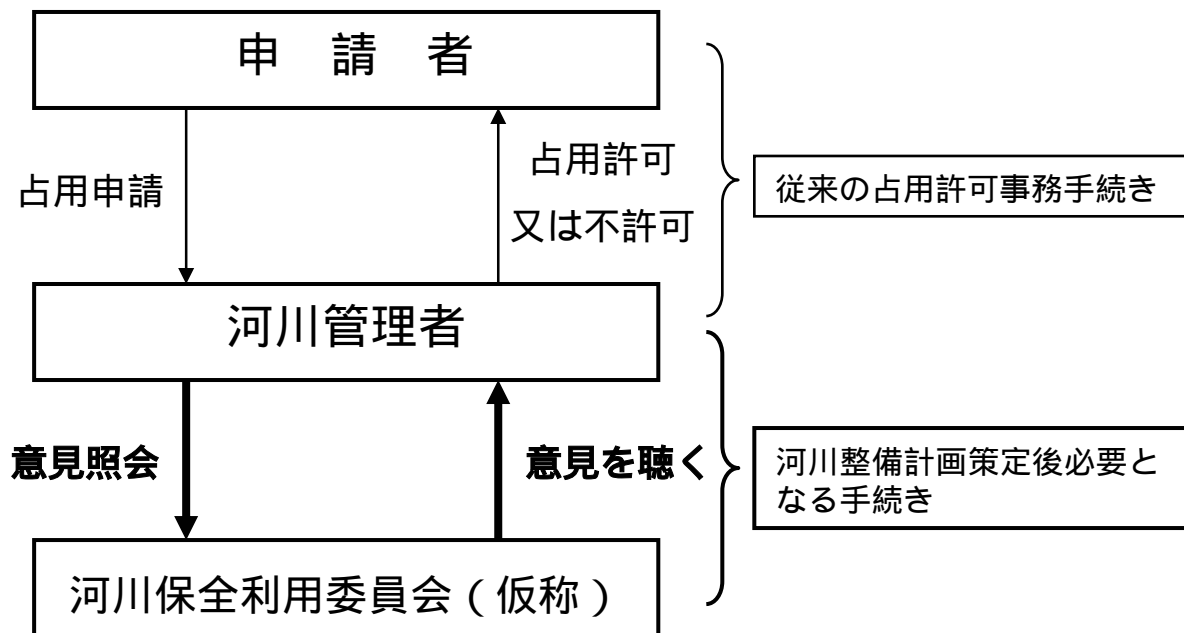 申 請 者
占用申請
占用許可
又は不許可
従来の占用許可事務手続き
河川管理者
意見照会
意見を聴く
河川整備計画策定後必要と
なる手続き
河川保全利用委員会（仮称）